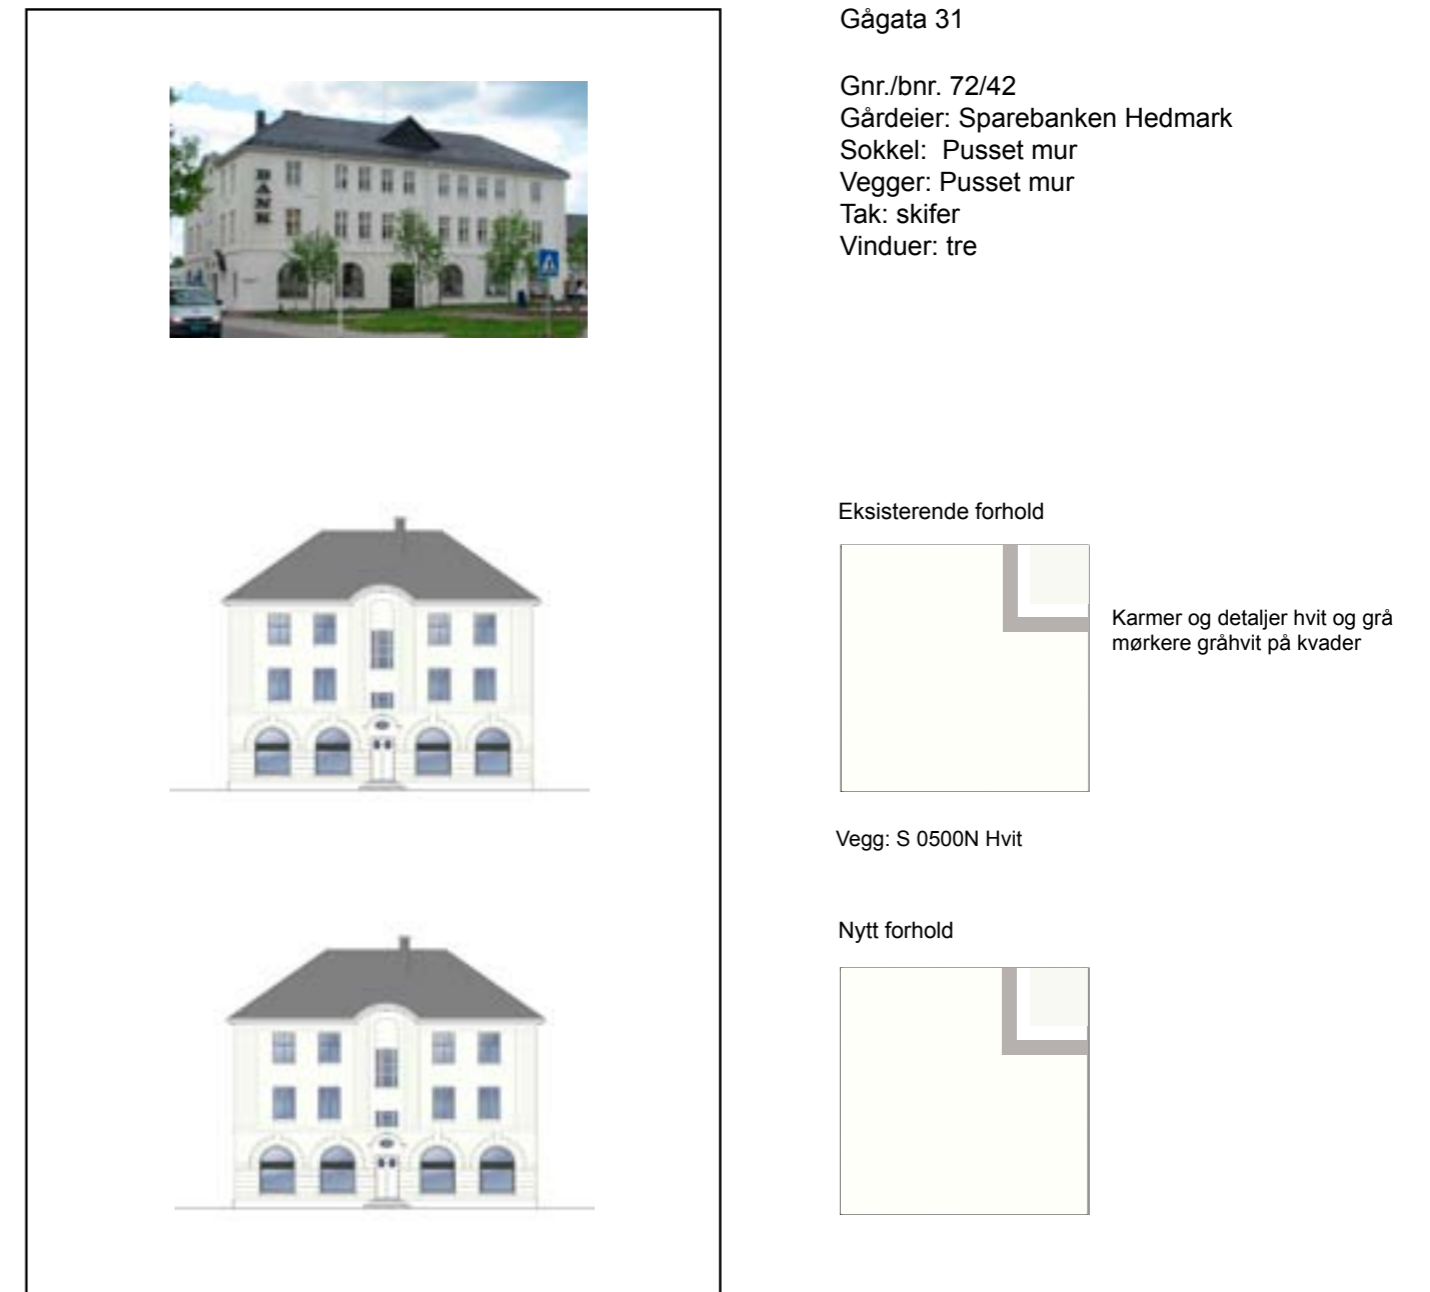 Gågata 31
Gnr./bnr. 72/42
Gårdeier: Sparebanken Hedmark
Sokkel:  Pusset mur
Vegger: Pusset mur
Tak: skifer
Vinduer: tre
BANK
Eksisterende forhold
Karmer og detaljer hvit og grå
mørkere gråhvit på kvader
Vegg: S 0500N Hvit
Nytt forhold